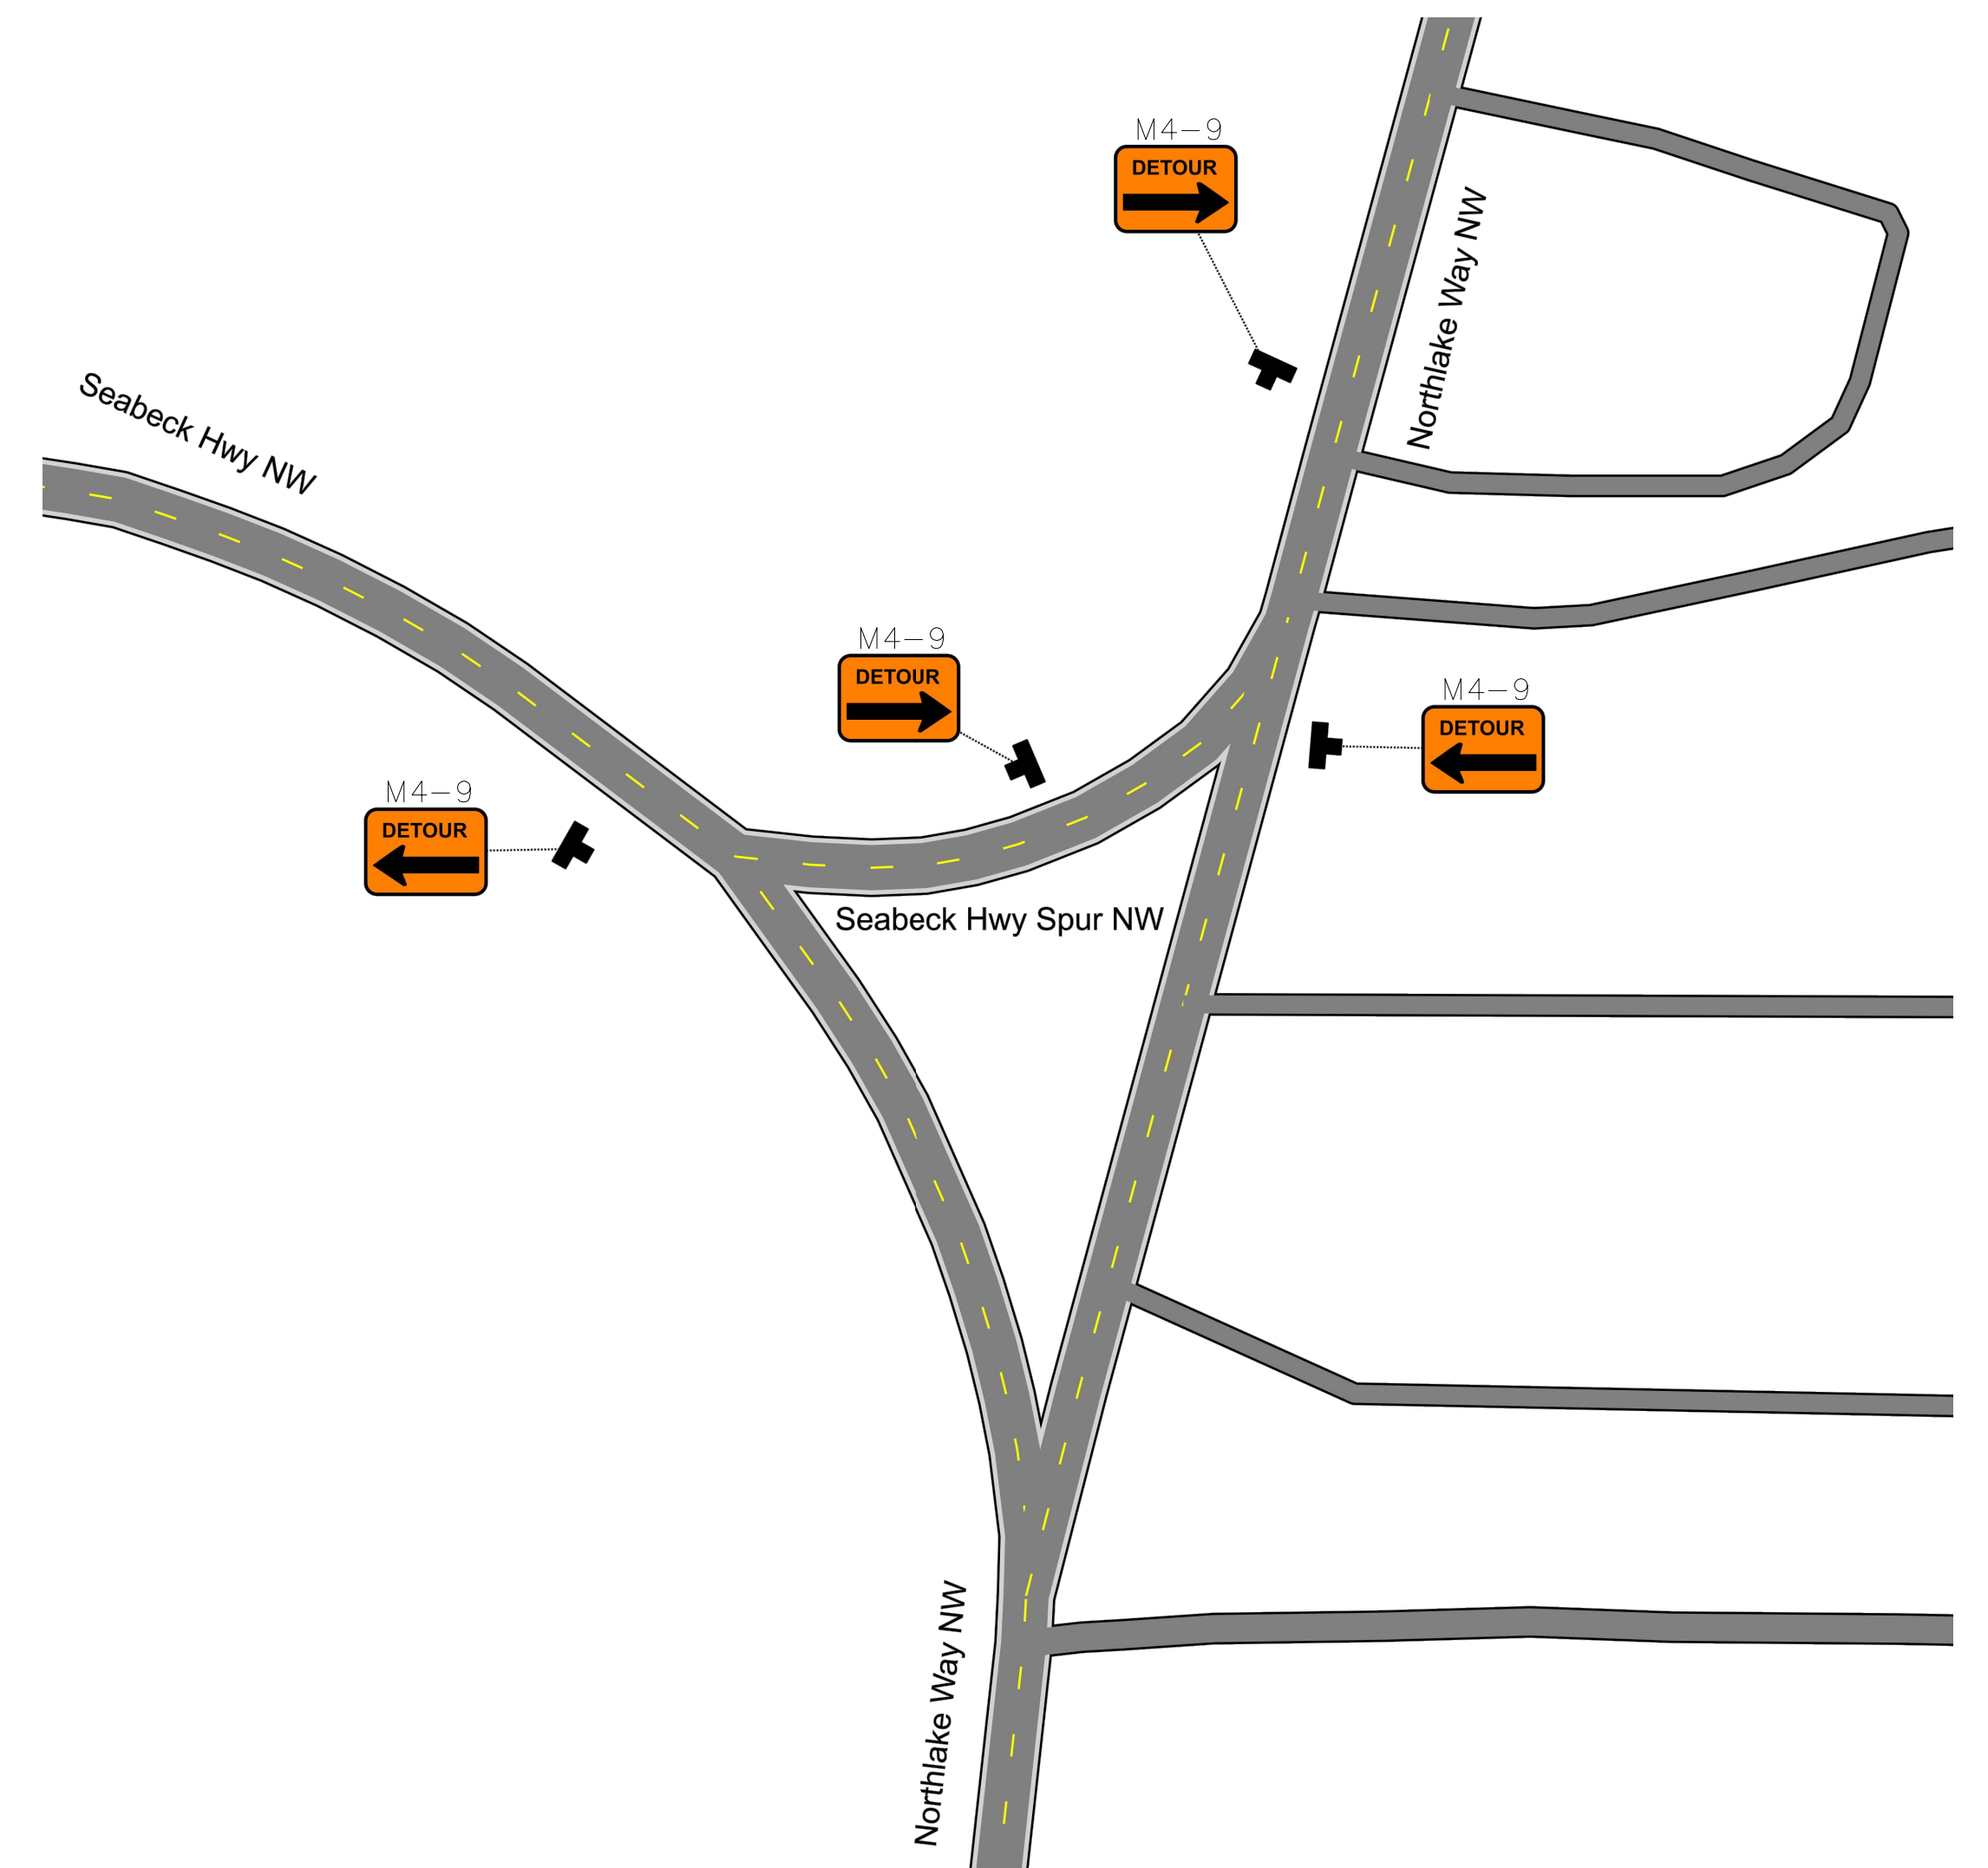 M4-9
DETOUR
Northlake Way NW
Seabeck Hwy NW
M4-9
DETOUR
M4-9
DETOUR
M4-9
DETOUR
Seabeck Hwy Spur NW
Northlake Way NW